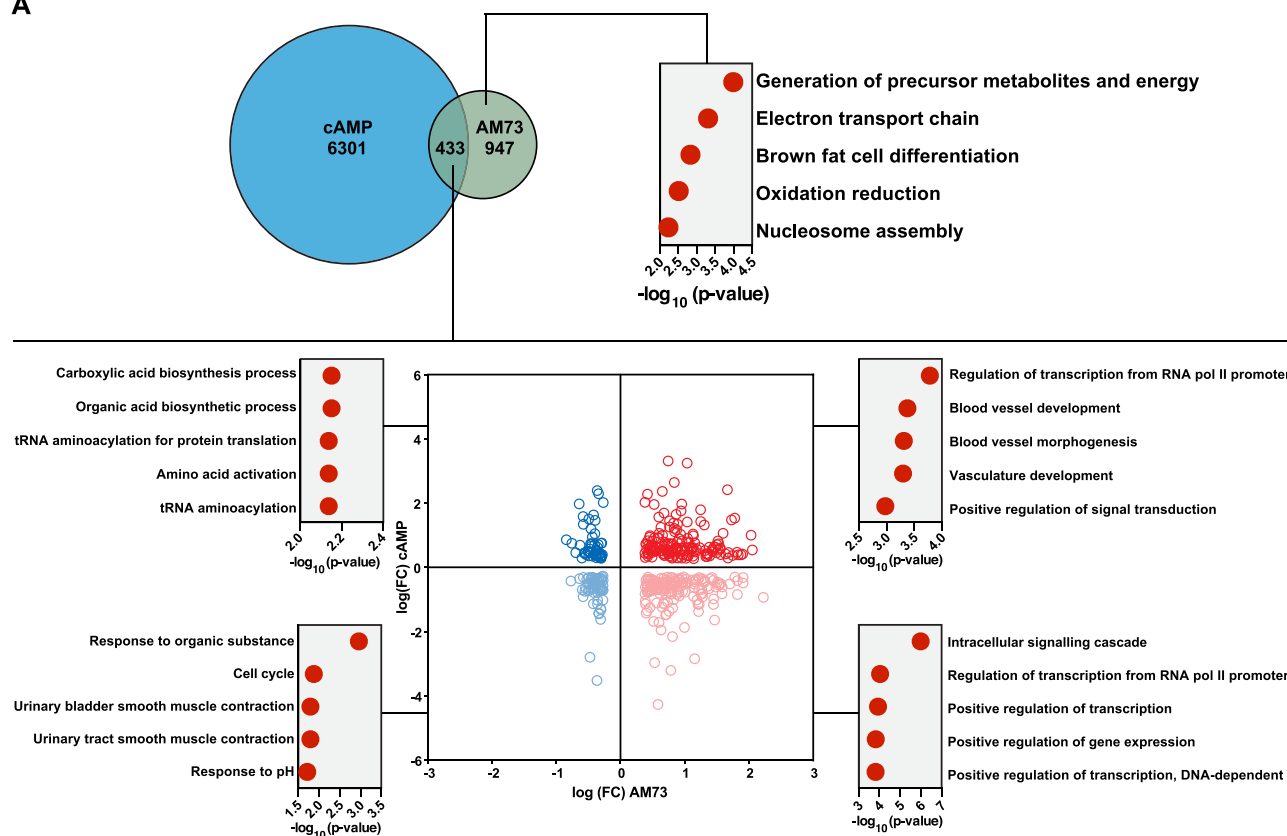 A
cAMP
6301
433
AM73
947
Generation of precursor metabolites and energy
Electron transport chain
Brown fat cell differentiation
Oxidation reduction
Nucleosome assembly
2.0 2.5 3.0 3.5 4.0 4.5
-log10 (p-value)
Carboxylic acid biosynthesis process
Organic acid biosynthetic process
tRNA aminoacylation for protein translation
Amino acid activation
tRNA aminoacylation
2.0 2.2 2.4
-log10(p-value)
Response to organic substance
Cell cycle
Urinary bladder smooth muscle contraction
Urinary tract smooth muscle contraction
Response to pH
1.5 2.0 2.5 3.0 3.5
-log10(p-value)
log(FC) cAMP
6
4
2
0
-2
-4
-6
-3 -2 -1 0 1 2 3
log (FC) AM73
Regulation of transcription from RNA pol II promoter
Blood vessel development
Blood vessel morphogenesis
Vasculature development
Positive regulation of signal transduction
2.5 3.0 3.5 4.0
-log10(p-value)
Intracellular signalling cascade
Regulation of transcription from RNA pol II promoter
Positive regulation of transcription
Positive regulation of gene expression
Positive regulation of transcription, DNA-dependent
3 4 5 6 7
-log10(p-value)